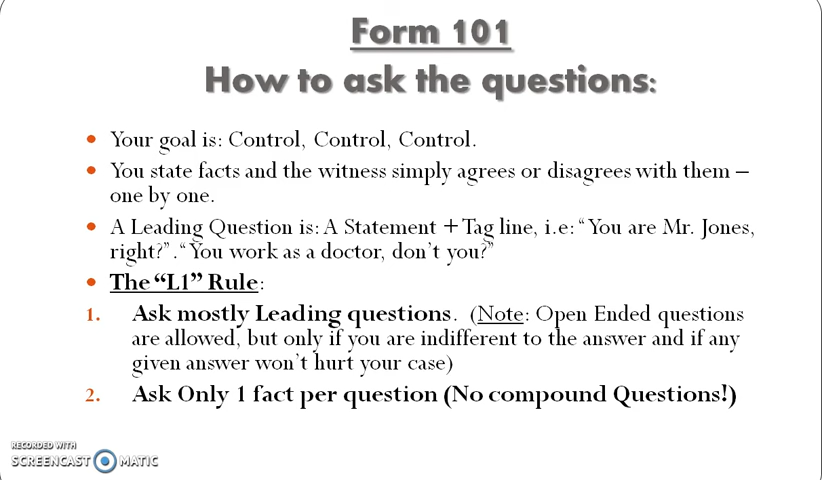 Form 101
How to ask the questions:
• Your goal is: Control, Control, Control.
• You state facts and the witness simply agrees or disagrees with them –
one by one.
• A Leading Question is: A Statement + Tag line, i.e: “You are Mr. Jones,
right?”. “You work as a doctor, don’t you?”
• The “L1” Rule:
1. Ask mostly Leading questions. (Note: Open Ended questions
are allowed, but only if you are indifferent to the answer and if any
given answer won’t hurt your case)
2. Ask Only 1 fact per question (No compound Questions!)
RECORDED WITH
SCREENCAST MATIC